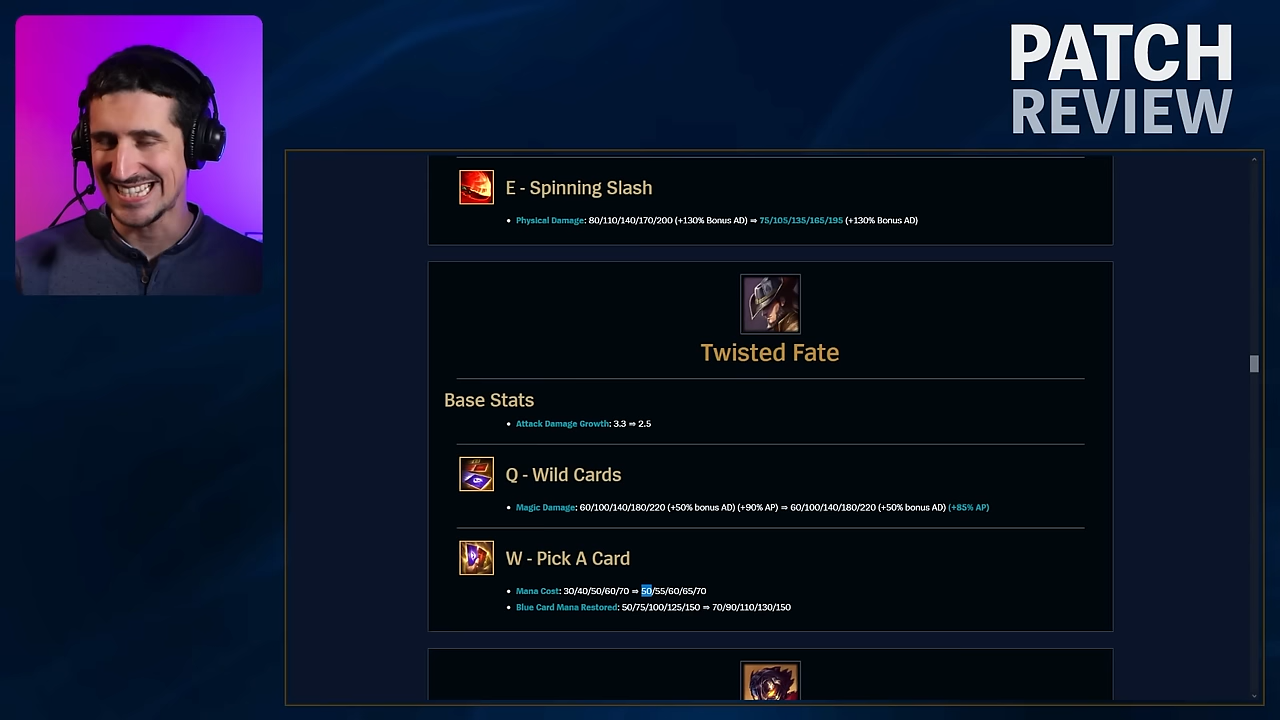 PATCH
REVIEW
E - Spinning Slash
• Physical Damage: 80/110/140/170/200 (+130% Bonus AD) ⇒ 75/105/135/165/195 (+130% Bonus AD)
Twisted Fate
Base Stats
• Attack Damage Growth: 3.3 ⇒ 2.5
Q - Wild Cards
• Magic Damage: 60/100/140/180/220 (+50% bonus AD) (+90% AP) ⇒ 60/100/140/180/220 (+50% bonus AD) (+85% AP)
W - Pick A Card
• Mana Cost: 30/40/50/60/70 ⇒ 50/55/60/65/70
• Blue Card Mana Restored: 50/75/100/125/150 ⇒ 70/90/110/130/150